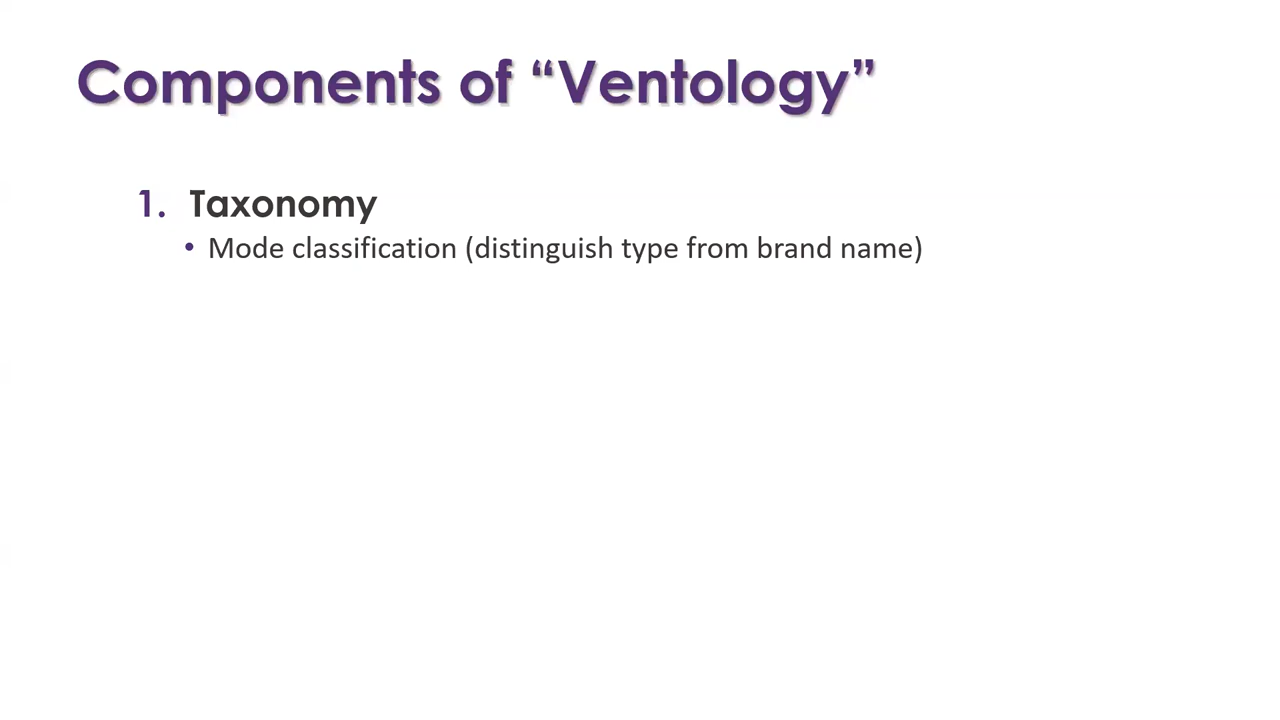 Components of “Ventology”
1. Taxonomy
• Mode classification (distinguish type from brand name)